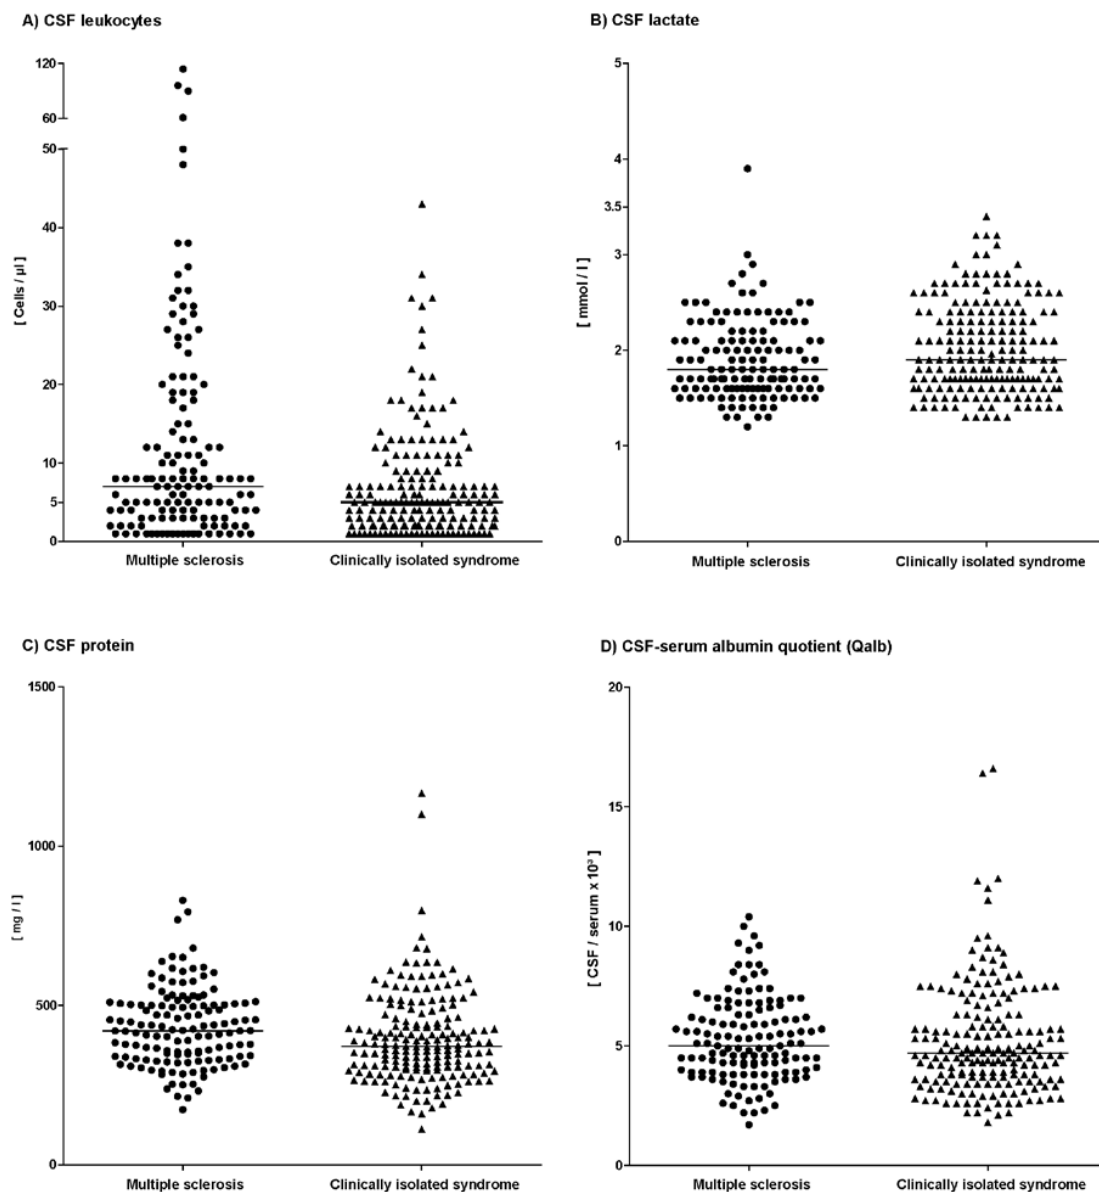 A) CSF leukocytes
120
60
50
40
30
20
10
5
0
[ Cells / µl ]
Multiple sclerosis
Clinically isolated syndrome
B) CSF lactate
5
4
3.5
3
2
1
0
[ mmol / l ]
Multiple sclerosis
Clinically isolated syndrome
C) CSF protein
1500
1000
500
0
[ mg / l ]
Multiple sclerosis
Clinically isolated syndrome
D) CSF-serum albumin quotient (Qalb)
20
15
10
5
0
[ CSF / serum x 10³ ]
Multiple sclerosis
Clinically isolated syndrome